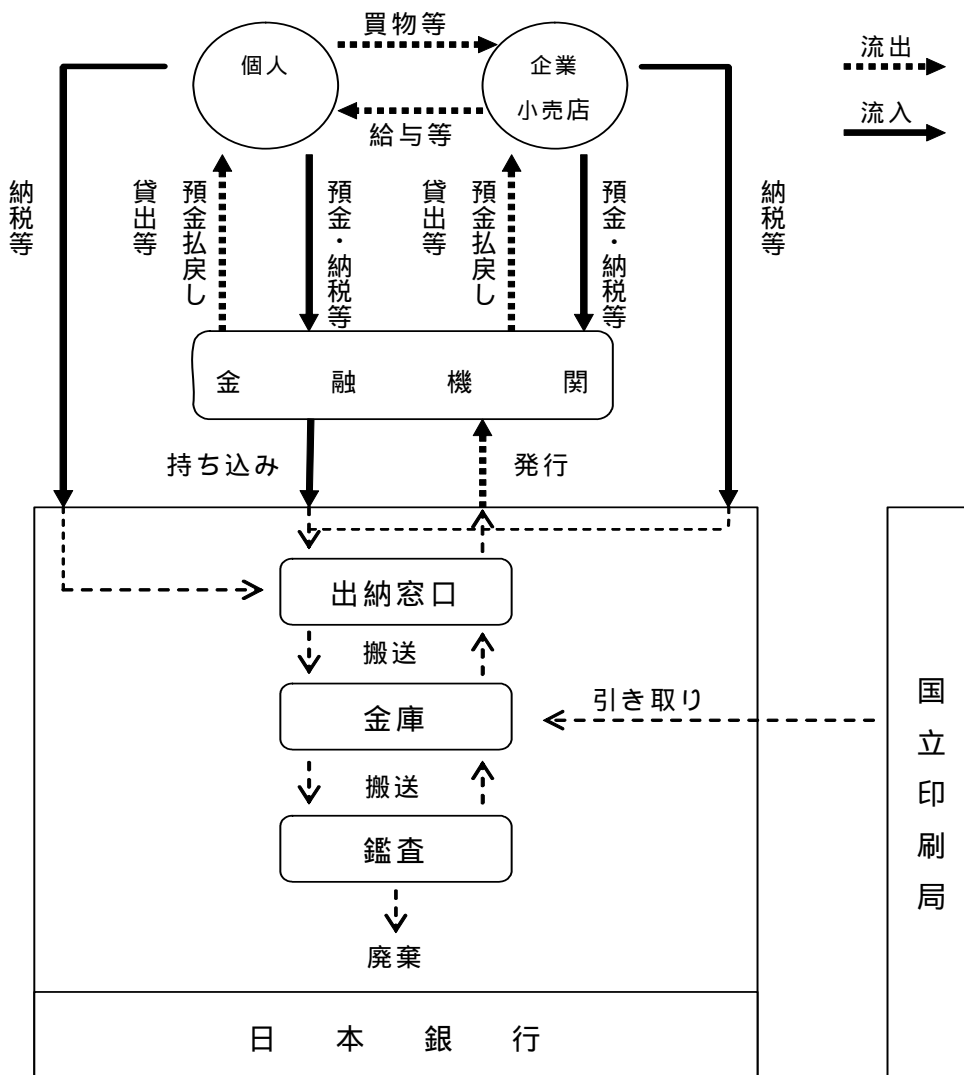 買物等
個人
企業
小売店
給与等
流出
流入
納税等
貸出等
預金払戻し
預金・納税等
貸出等
預金払戻し
預金・納税等
納税等
金融機関
持ち込み
発行
出納窓口
搬送
金庫
引き取り
搬送
鑑査
廃棄
国立印刷局
日本銀行